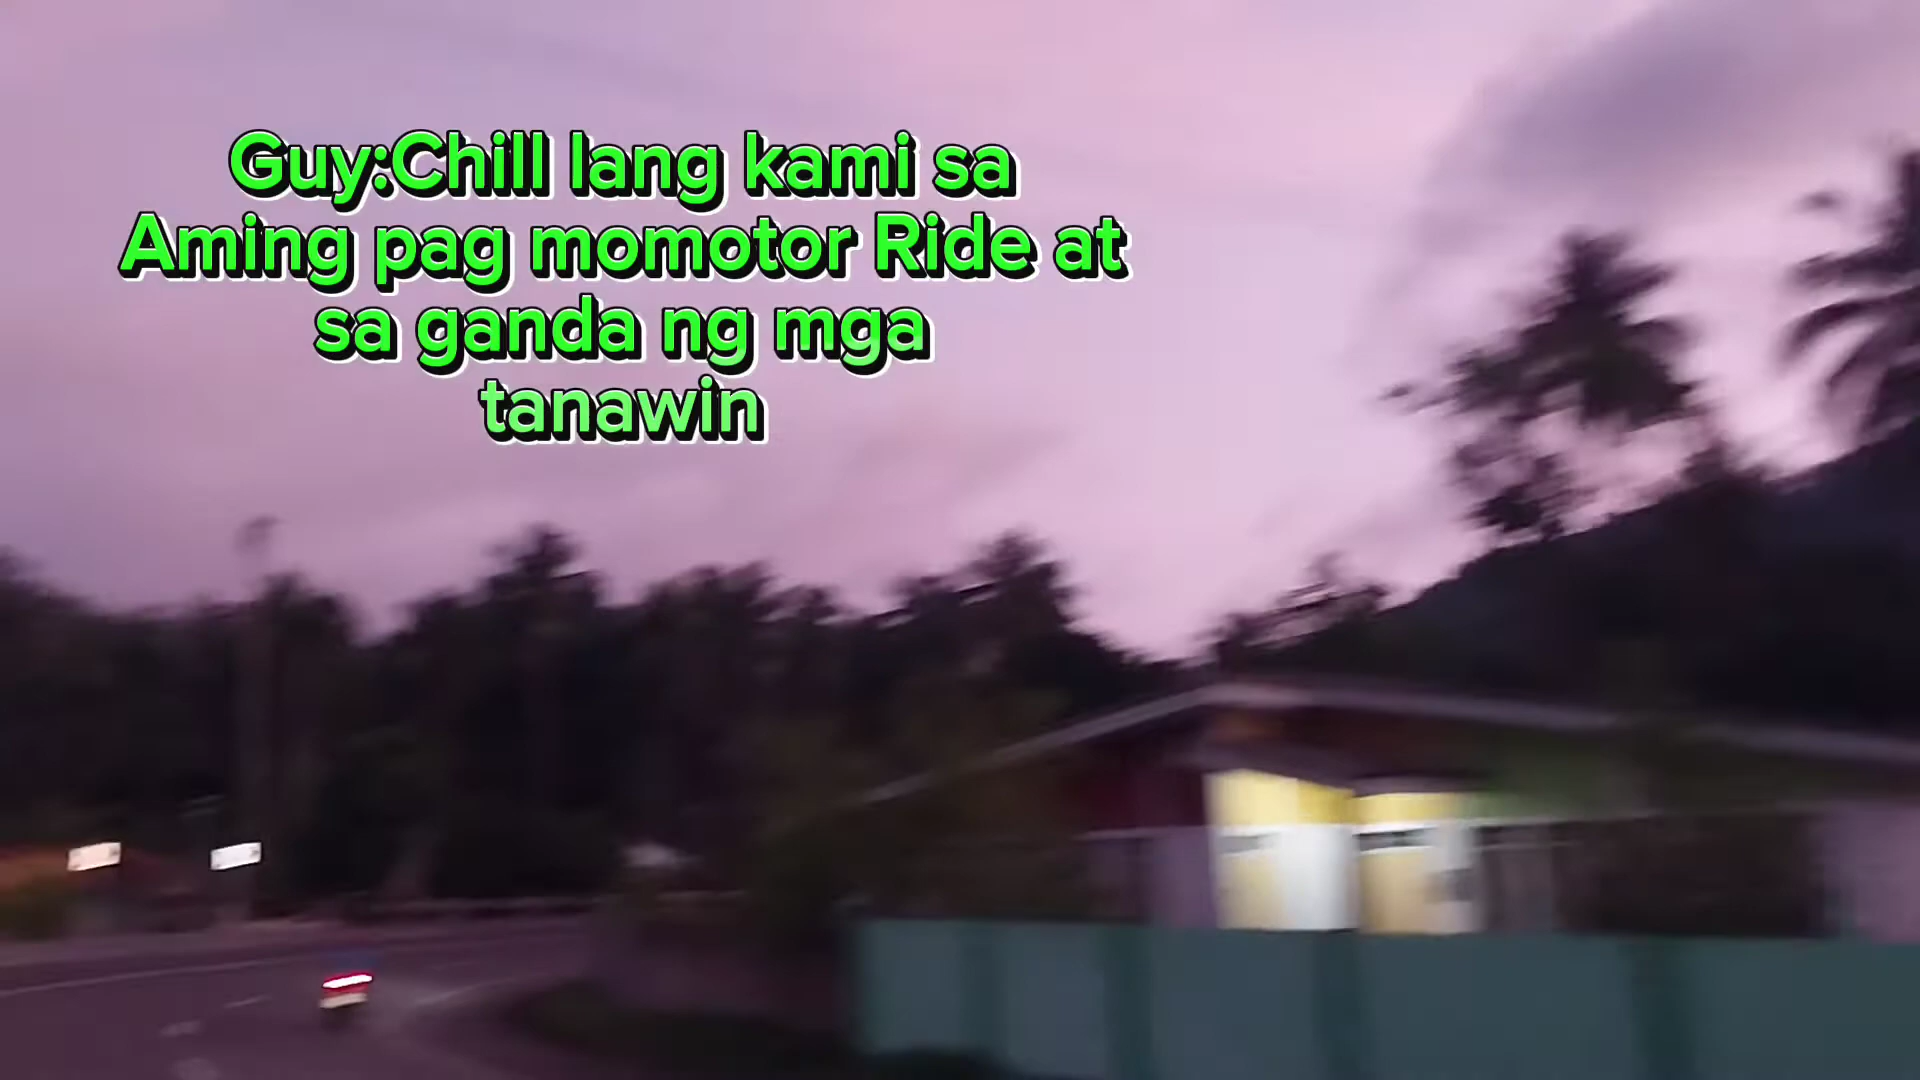 Guy:Chill lang kami sa
Aming pag momotor Ride at
sa ganda ng mga
tanawin